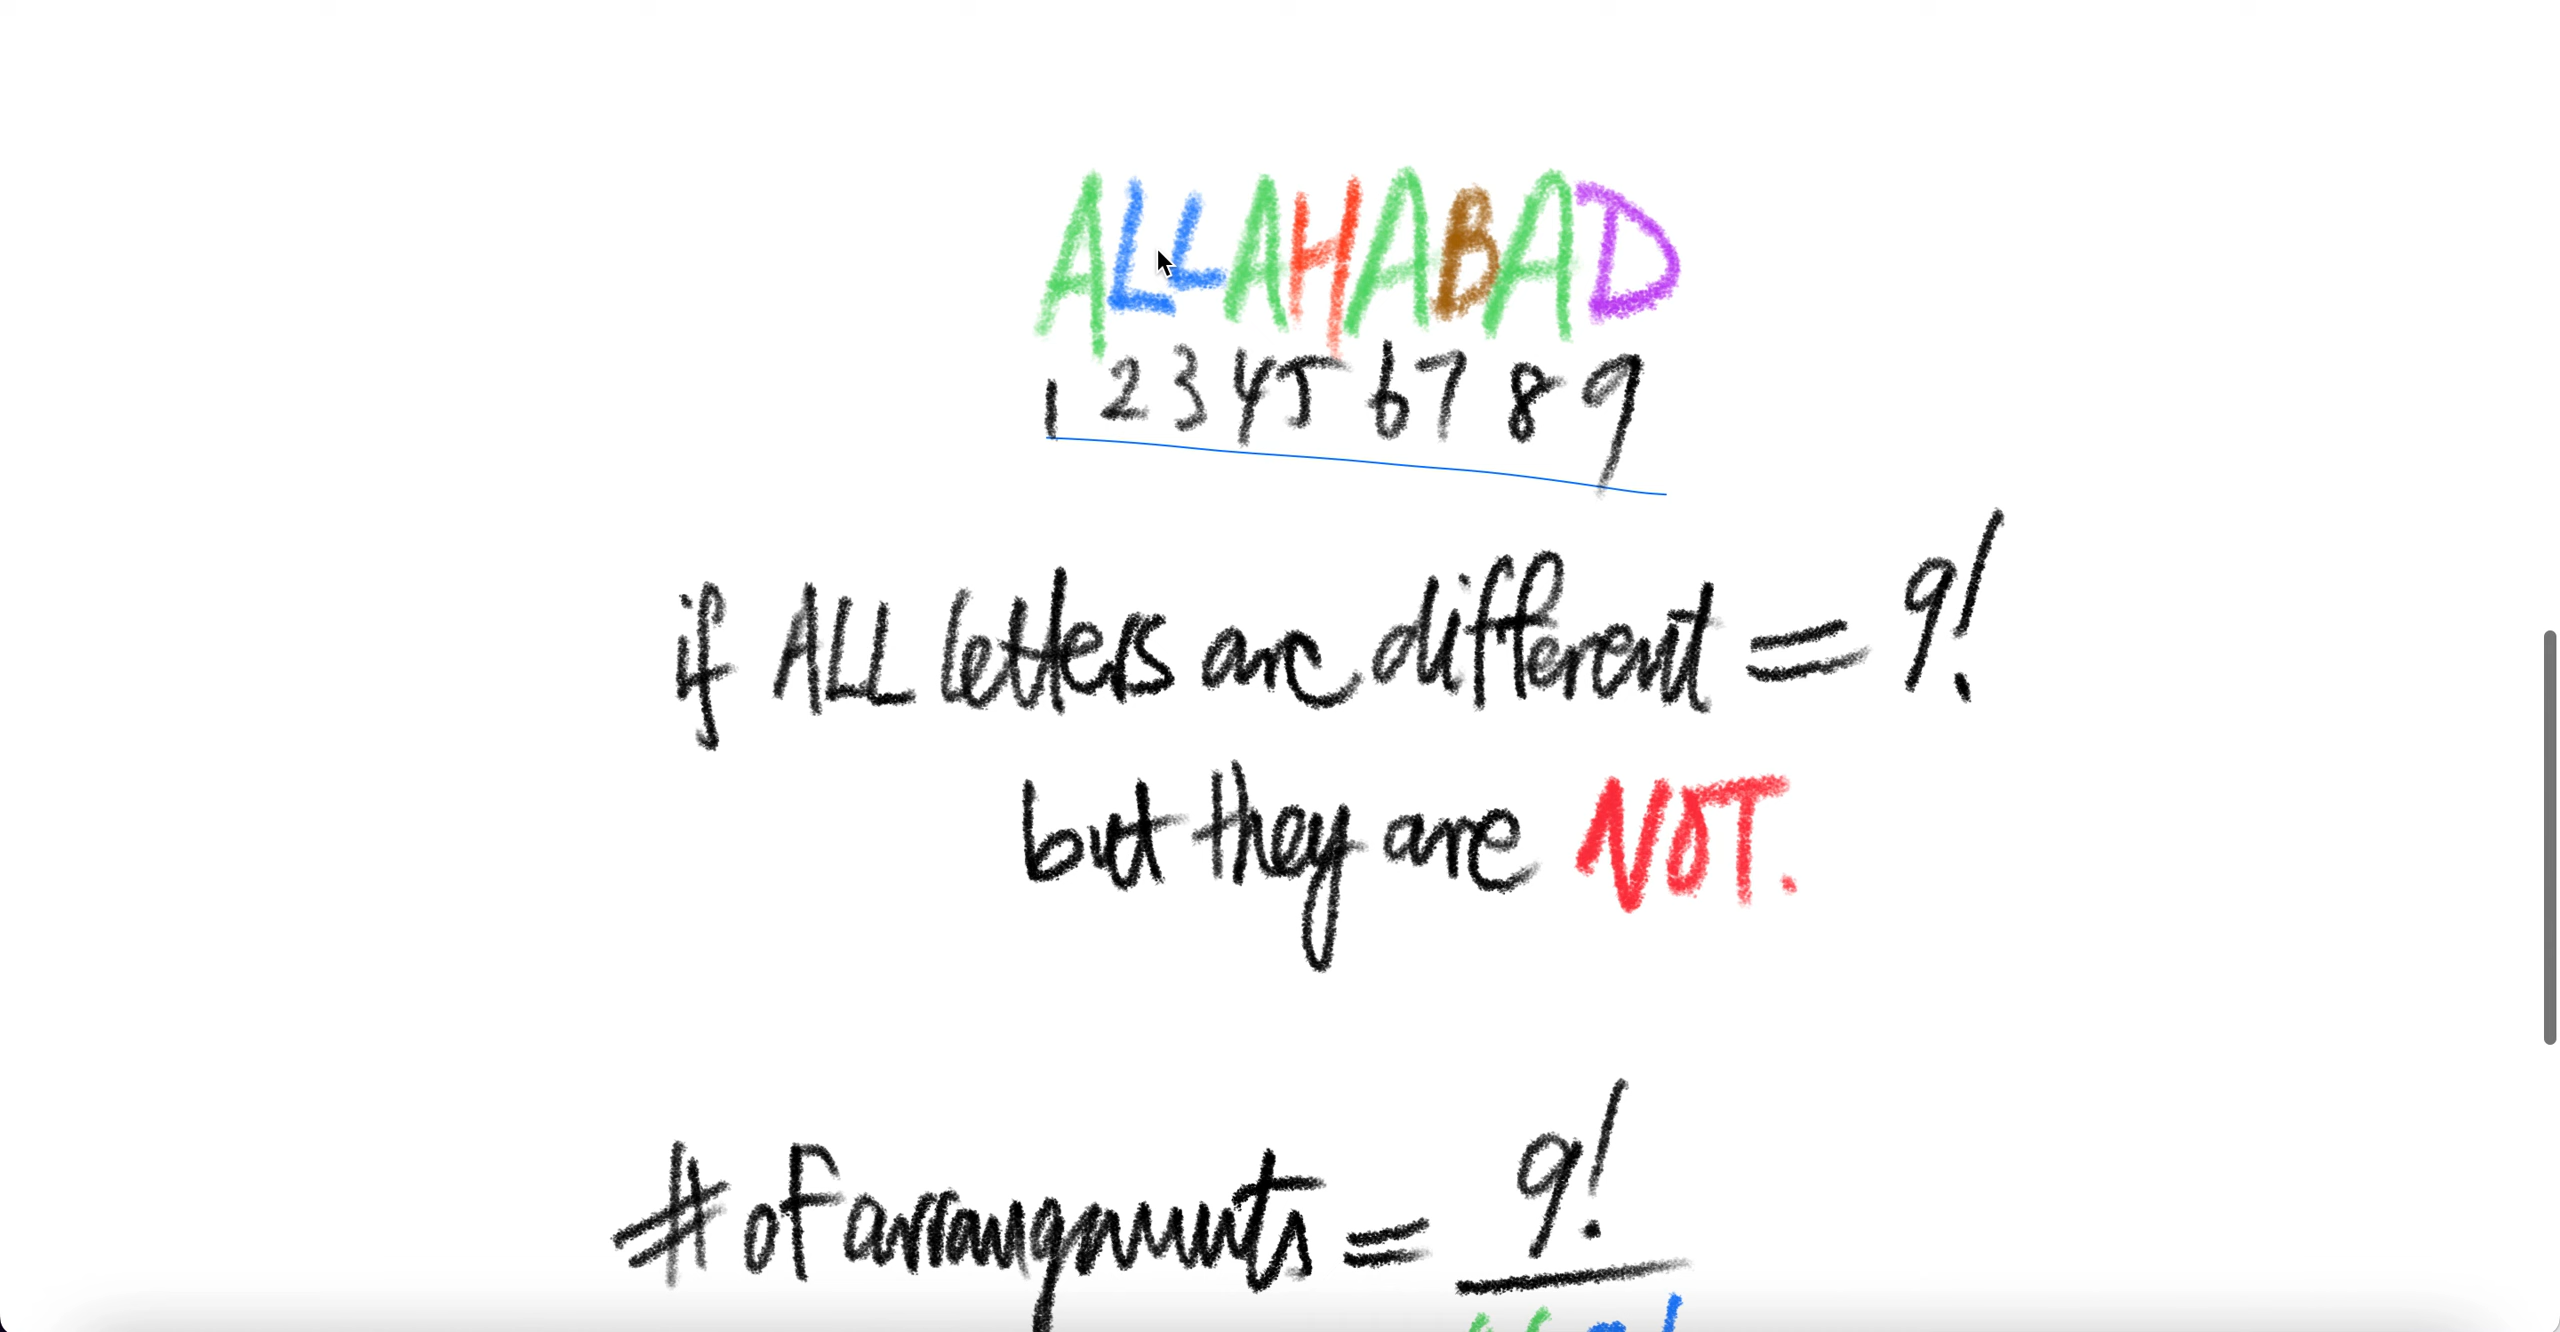 ALLAHABAD
1 2 3 4 5 6 7 8 9
if ALL letters are different = 9!
but they are NOT.
# of arrangments = 9!